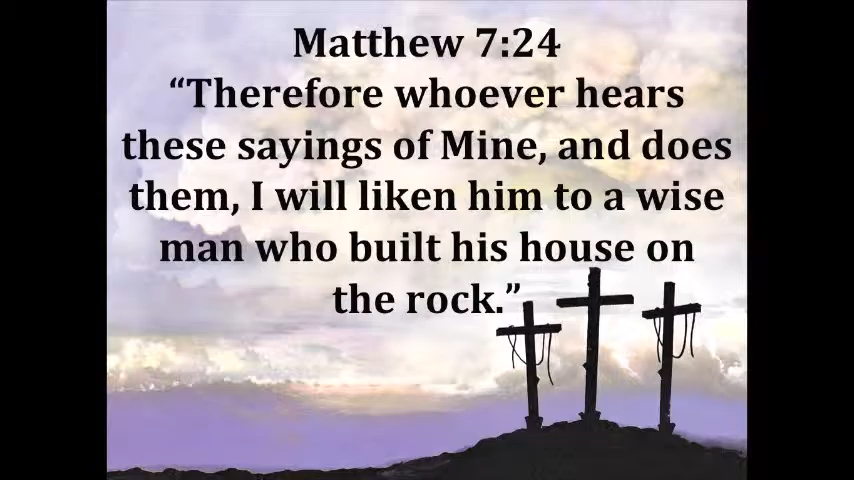 Matthew 7:24
“Therefore whoever hears
these sayings of Mine, and does
them, I will liken him to a wise
man who built his house on
the rock.”